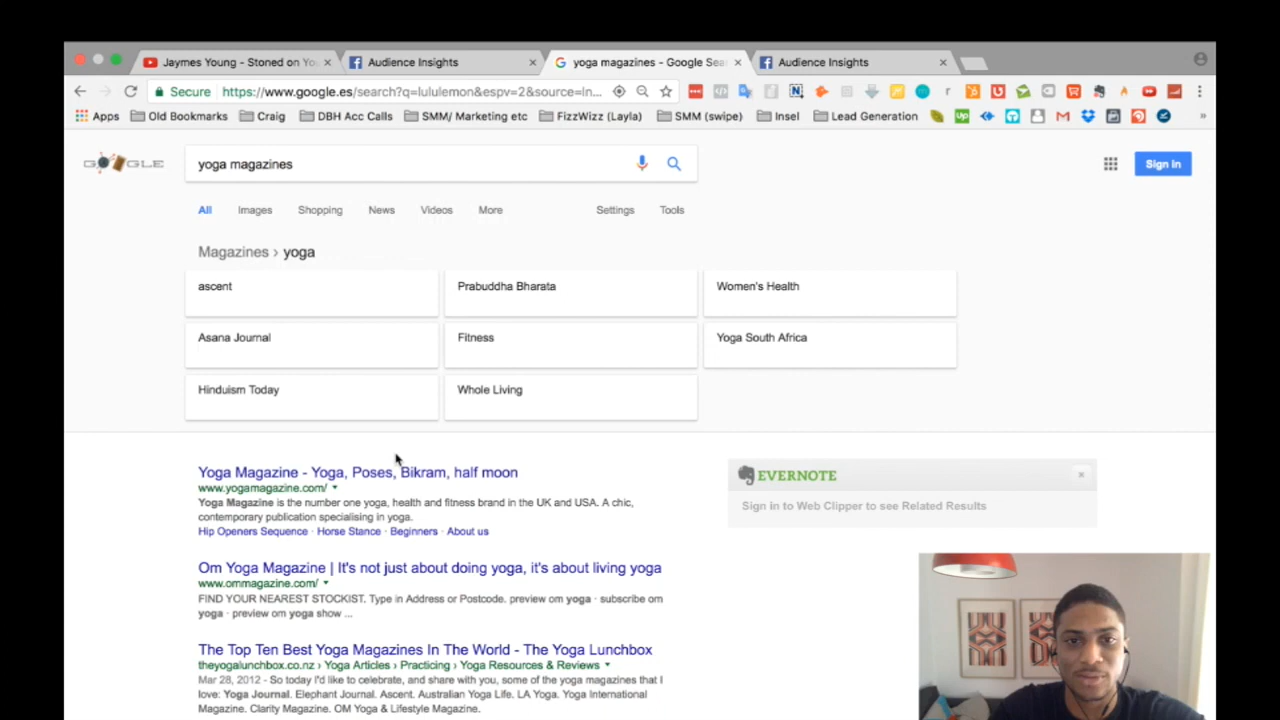 Jaymes Young - Stoned on Yo
Audience Insights
yoga magazines - Google Sea
Audience Insights
Secure
https://www.google.es/search?q=lululemon&espv=2&source=ln...
Apps
Old Bookmarks
Craig
DBH Acc Calls
SMM/ Marketing etc
FizzWizz (Layla)
SMM (swipe)
Insel
Lead Generation
yoga magazines
Sign in
All
Images
Shopping
News
Videos
More
Settings
Tools
Magazines › yoga
ascent
Prabuddha Bharata
Women's Health
Asana Journal
Fitness
Yoga South Africa
Hinduism Today
Whole Living
Yoga Magazine - Yoga, Poses, Bikram, half moon
www.yogamagazine.com/
Yoga Magazine is the number one yoga, health and fitness brand in the UK and USA. A chic,
contemporary publication specialising in yoga.
Hip Openers Sequence · Horse Stance · Beginners · About us
EVERNOTE
Sign in to Web Clipper to see Related Results
Om Yoga Magazine | It's not just about doing yoga, it's about living yoga
www.ommagazine.com/
FIND YOUR NEAREST STOCKIST. Type in Address or Postcode. preview om yoga · subscribe om
yoga · preview om yoga show ...
The Top Ten Best Yoga Magazines In The World - The Yoga Lunchbox
theyogalunchbox.co.nz › Yoga Articles › Practicing › Yoga Resources & Reviews
Mar 28, 2012 - So today I'd like to celebrate, and share with you, some of the yoga magazines that I
love: Yoga Journal. Elephant Journal. Ascent. Australian Yoga Life. LA Yoga. Yoga International
Magazine. Clarity Magazine. OM Yoga & Lifestyle Magazine.